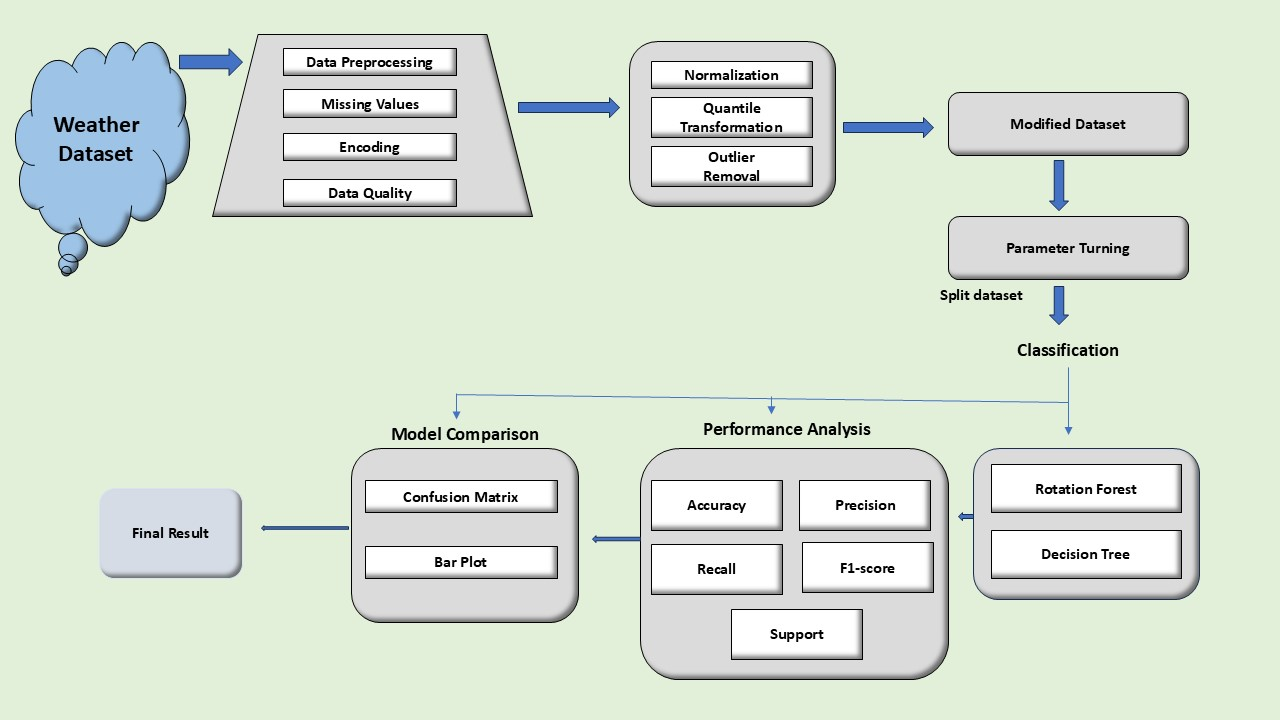 Weather
Dataset
Data Preprocessing
Missing Values
Encoding
Data Quality
Normalization
Quantile
Transformation
Outlier
Removal
Modified Dataset
Parameter Turning
Split dataset
Classification
Model Comparison
Confusion Matrix
Bar Plot
Performance Analysis
Accuracy
Precision
Recall
F1-score
Support
Rotation Forest
Decision Tree
Final Result